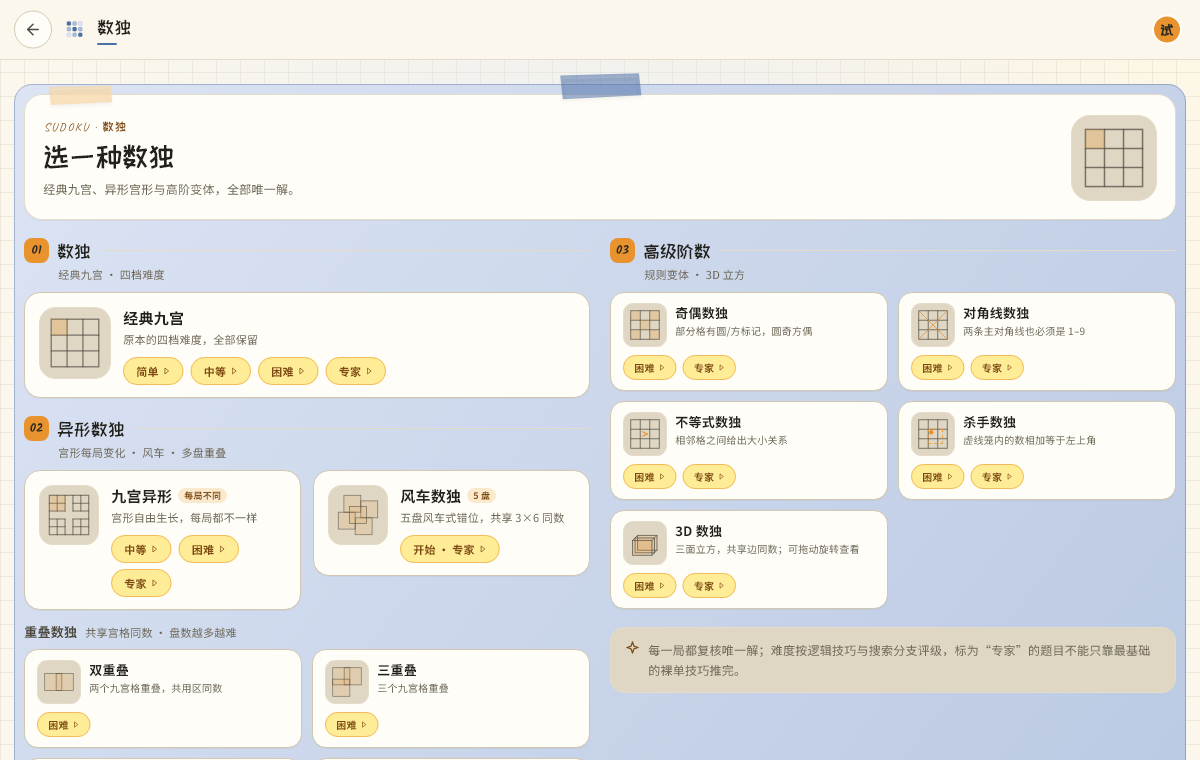 数独
试
SUDOKU · 数独
选一种数独
经典九宫、异形宫形与高阶变体，全部唯一解。
01 数独
经典九宫 · 四档难度
经典九宫
原本的四档难度，全部保留
简单 中等 困难 专家
02 异形数独
宫形每局变化 · 风车 · 多盘重叠
九宫异形 每局不同
宫形自由生长，每局都不一样
中等 困难
专家
风车数独 5 盘
五盘风车式错位，共享 3×6 同数
开始 · 专家
重叠数独 共享宫格同数 · 盘数越多越难
双重叠
两个九宫格重叠，共用区同数
困难
三重叠
三个九宫格重叠
困难
03 高级阶数
规则变体 · 3D 立方
奇偶数独
部分格有圆/方标记，圆奇方偶
困难 专家
对角线数独
两条主对角线也必须是 1–9
困难 专家
不等式数独
相邻格之间给出大小关系
困难 专家
杀手数独
虚线笼内的数相加等于左上角
困难 专家
3D 数独
三面立方，共享边同数；可拖动旋转查看
困难 专家
每一局都复核唯一解；难度按逻辑技巧与搜索分支评级，标为“专家”的题目不能只靠最基础
的裸单技巧推完。